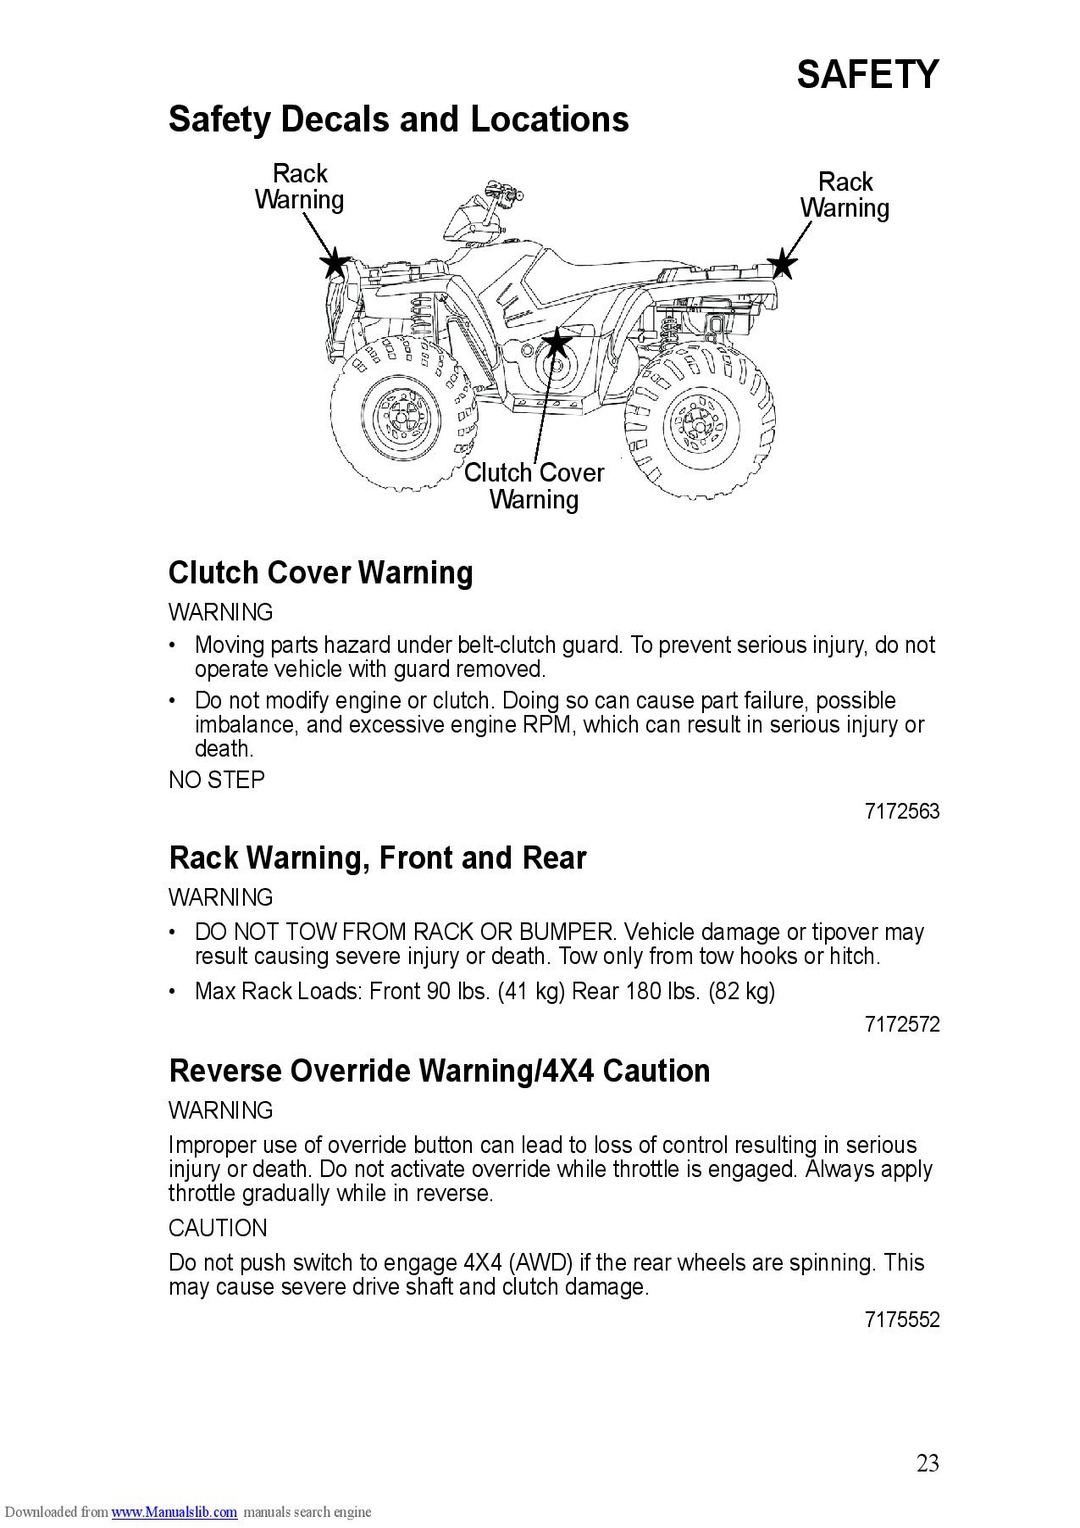 SAFETY
Safety Decals and Locations
Rack
Warning
Rack
Warning
Clutch Cover
Warning
Clutch Cover Warning
WARNING
• Moving parts hazard under belt-clutch guard. To prevent serious injury, do not
operate vehicle with guard removed.
• Do not modify engine or clutch. Doing so can cause part failure, possible
imbalance, and excessive engine RPM, which can result in serious injury or
death.
NO STEP
7172563
Rack Warning, Front and Rear
WARNING
• DO NOT TOW FROM RACK OR BUMPER. Vehicle damage or tipover may
result causing severe injury or death. Tow only from tow hooks or hitch.
• Max Rack Loads: Front 90 lbs. (41 kg) Rear 180 lbs. (82 kg)
7172572
Reverse Override Warning/4X4 Caution
WARNING
Improper use of override button can lead to loss of control resulting in serious
injury or death. Do not activate override while throttle is engaged. Always apply
throttle gradually while in reverse.
CAUTION
Do not push switch to engage 4X4 (AWD) if the rear wheels are spinning. This
may cause severe drive shaft and clutch damage.
7175552
23
Downloaded from www.Manualslib.com manuals search engine